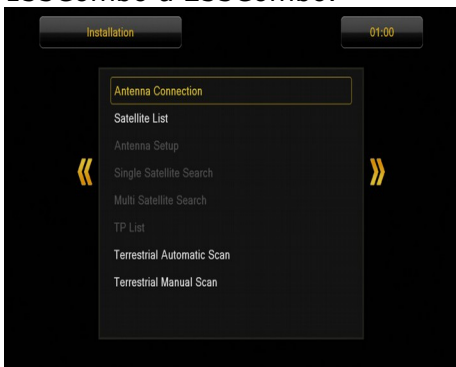 Installation 01:00
Antenna Connection
Satellite List
Antenna Setup
Single Satellite Search
Multi Satellite Search
TP List
Terrestrial Automatic Scan
Terrestrial Manual Scan